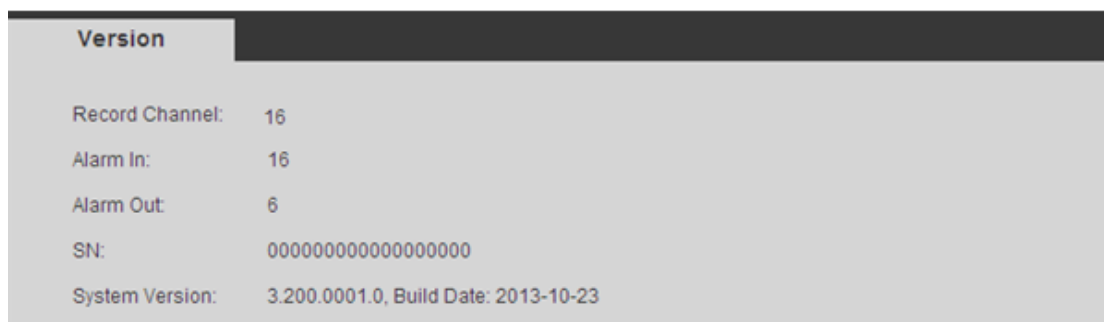 Version
Record Channel: 16
Alarm In: 16
Alarm Out: 6
SN: 000000000000000000
System Version: 3.200.0001.0, Build Date: 2013-10-23